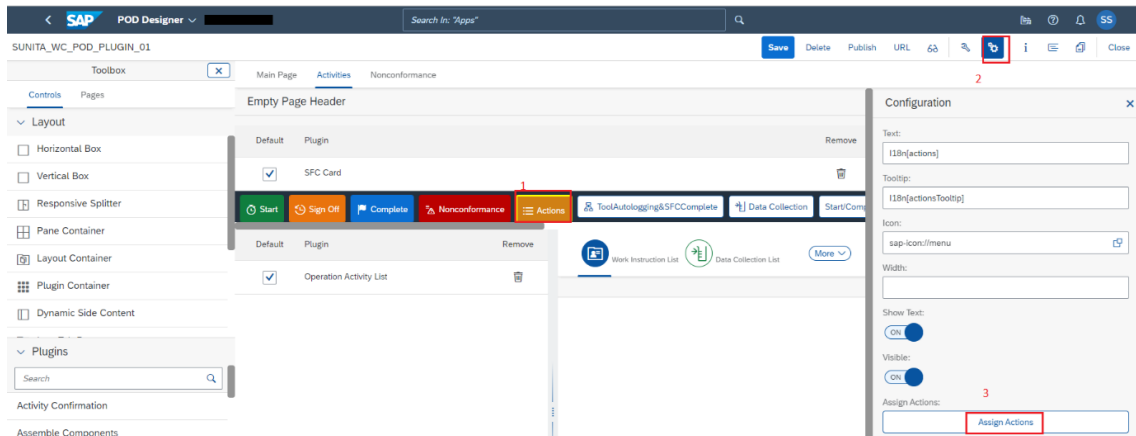 SAP POD Designer Search In: "Apps" SS
SUNITA_WC_POD_PLUGIN_01 Save Delete Publish URL i Close
2
Toolbox
Controls Pages
Layout
Horizontal Box
Vertical Box
Responsive Splitter
Pane Container
Layout Container
Plugin Container
Dynamic Side Content
Plugins
Search
Activity Confirmation
Assemble Components
Main Page Activities Nonconformance
Empty Page Header
Default Plugin Remove
SFC Card
1
Start Sign Off Complete Nonconformance Actions ToolAutologging&SFCComplete Data Collection Start/Com
Default Plugin Remove
Operation Activity List
Work Instruction List Data Collection List More
Configuration
Text:
I18n[actions]
Tooltip:
I18n[actionsTooltip]
Icon:
sap-icon://menu
Width:
Show Text:
ON
Visible:
ON
Assign Actions:
3
Assign Actions